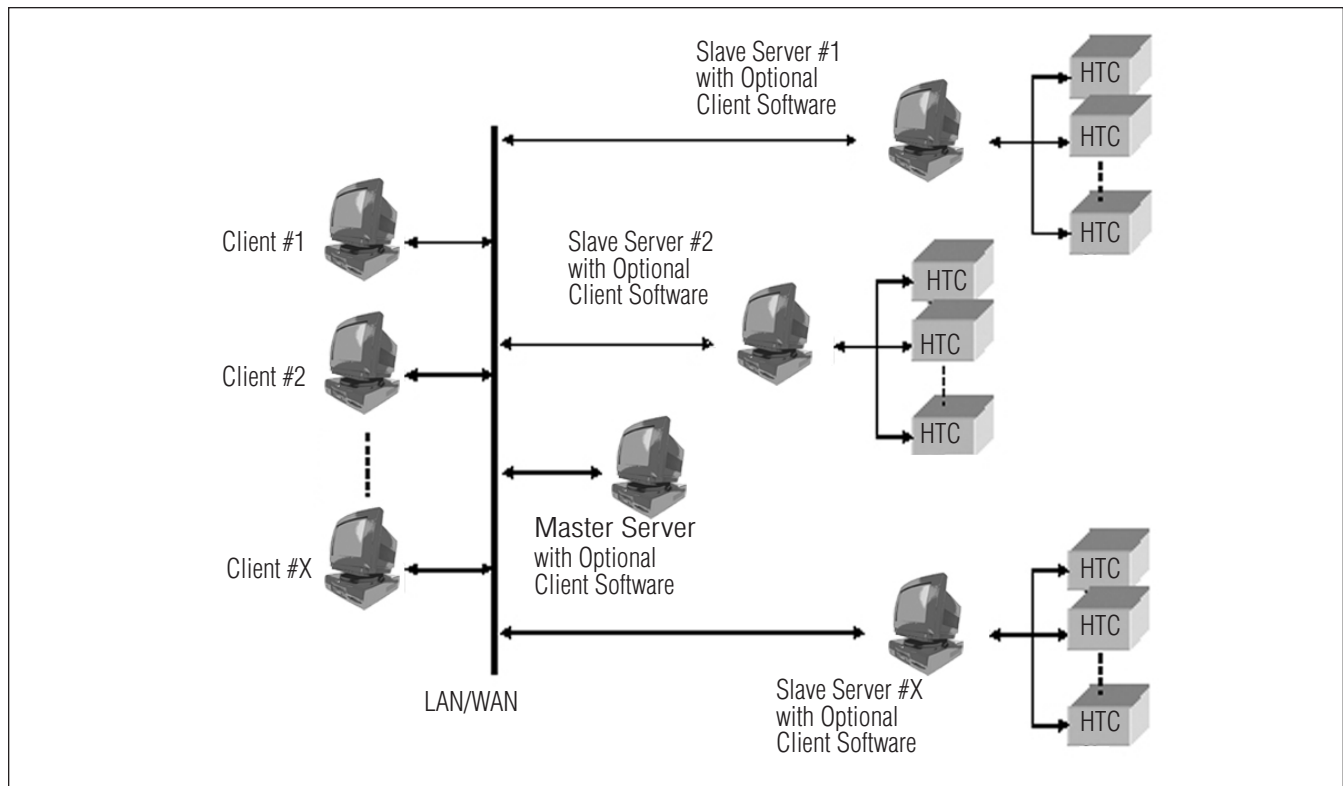 Slave Server #1
with Optional
Client Software
HTC
HTC
HTC
Client #1
Slave Server #2
with Optional
Client Software
HTC
HTC
HTC
Client #2
Master Server
with Optional
Client Software
Client #X
HTC
HTC
HTC
Slave Server #X
with Optional
Client Software
LAN/WAN